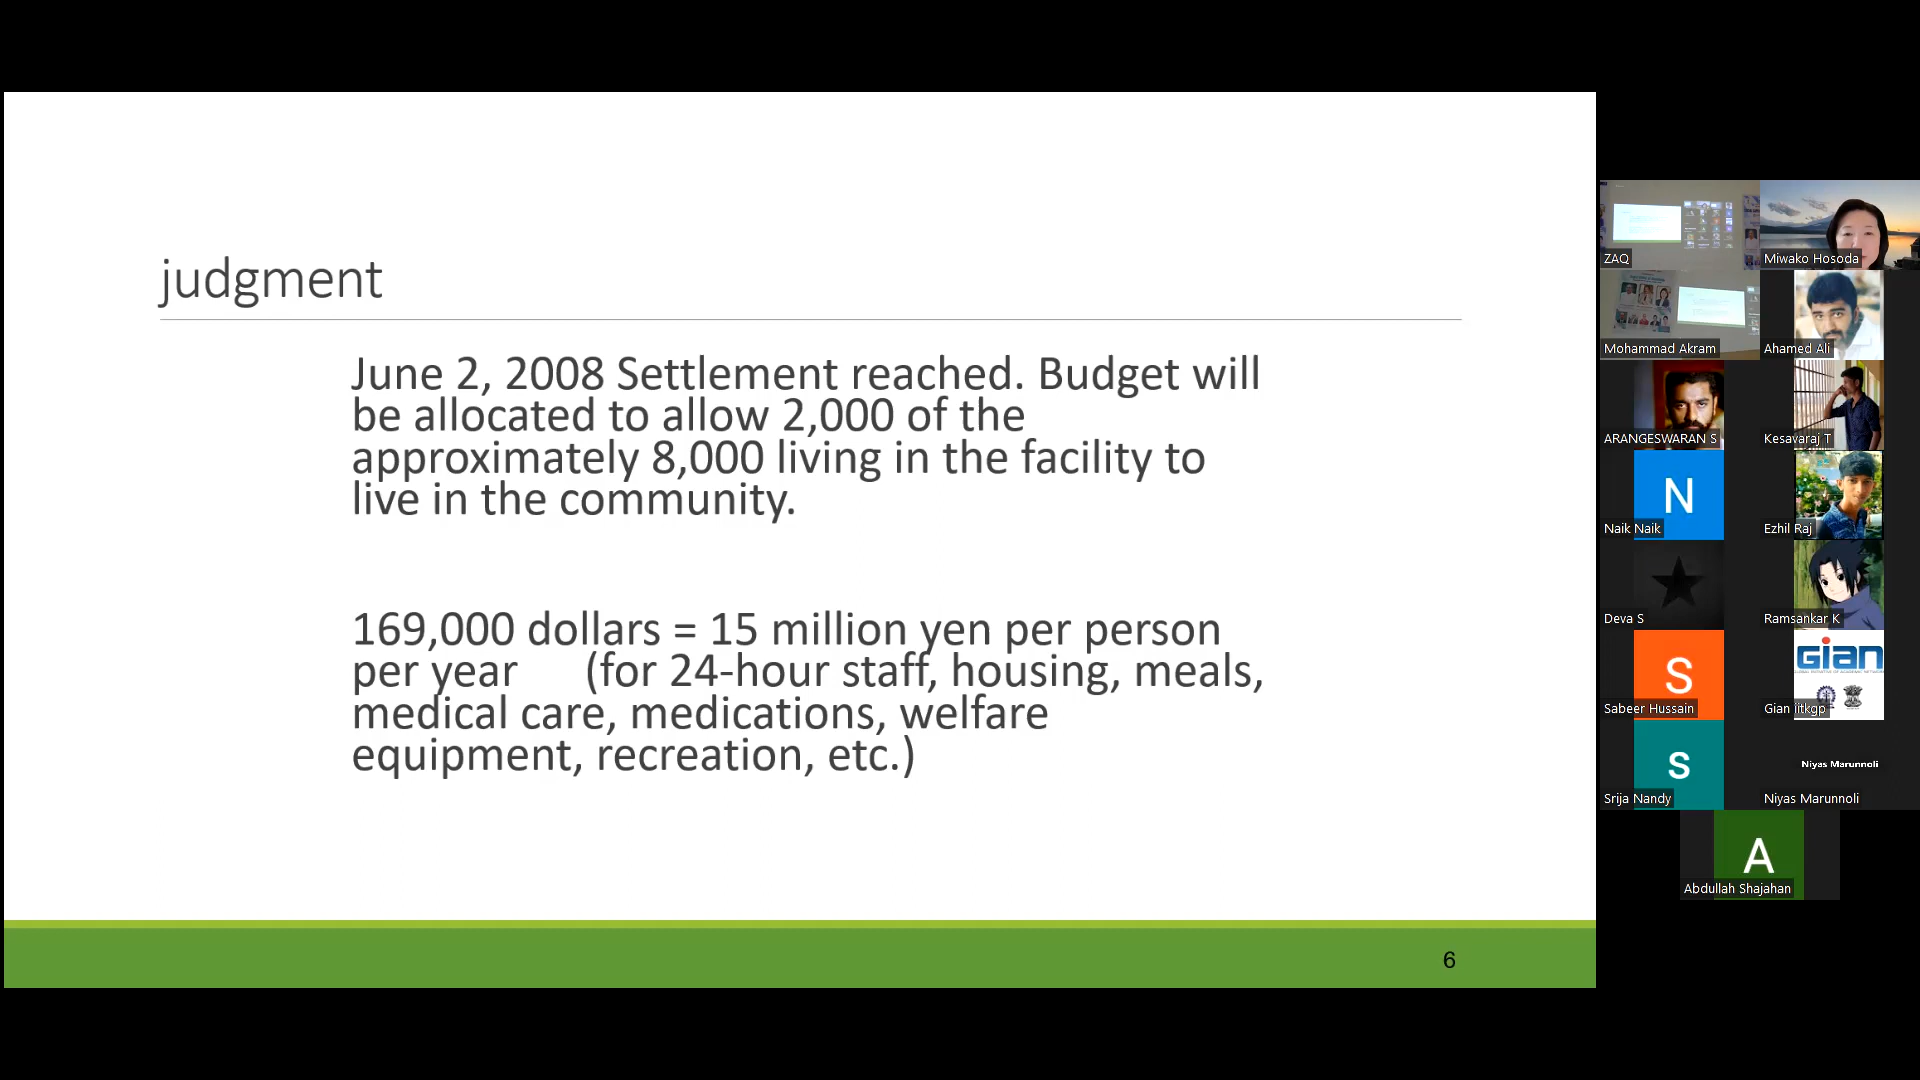 judgment
June 2, 2008 Settlement reached. Budget will
be allocated to allow 2,000 of the
approximately 8,000 living in the facility to
live in the community.
169,000 dollars = 15 million yen per person
per year (for 24-hour staff, housing, meals,
medical care, medications, welfare
equipment, recreation, etc.)
6
ZAQ
Miwako Hosoda
Mohammad Akram
Ahamed Ali
ARANGESWARAN S
Kesavaraj T
N
Naik Naik
Ezhil Raj
Deva S
Ramsankar K
S
Sabeer Hussain
Gian
Gian iitkgp
s
Srija Nandy
Niyas Marunnoli
Niyas Marunnoli
A
Abdullah Shajahan